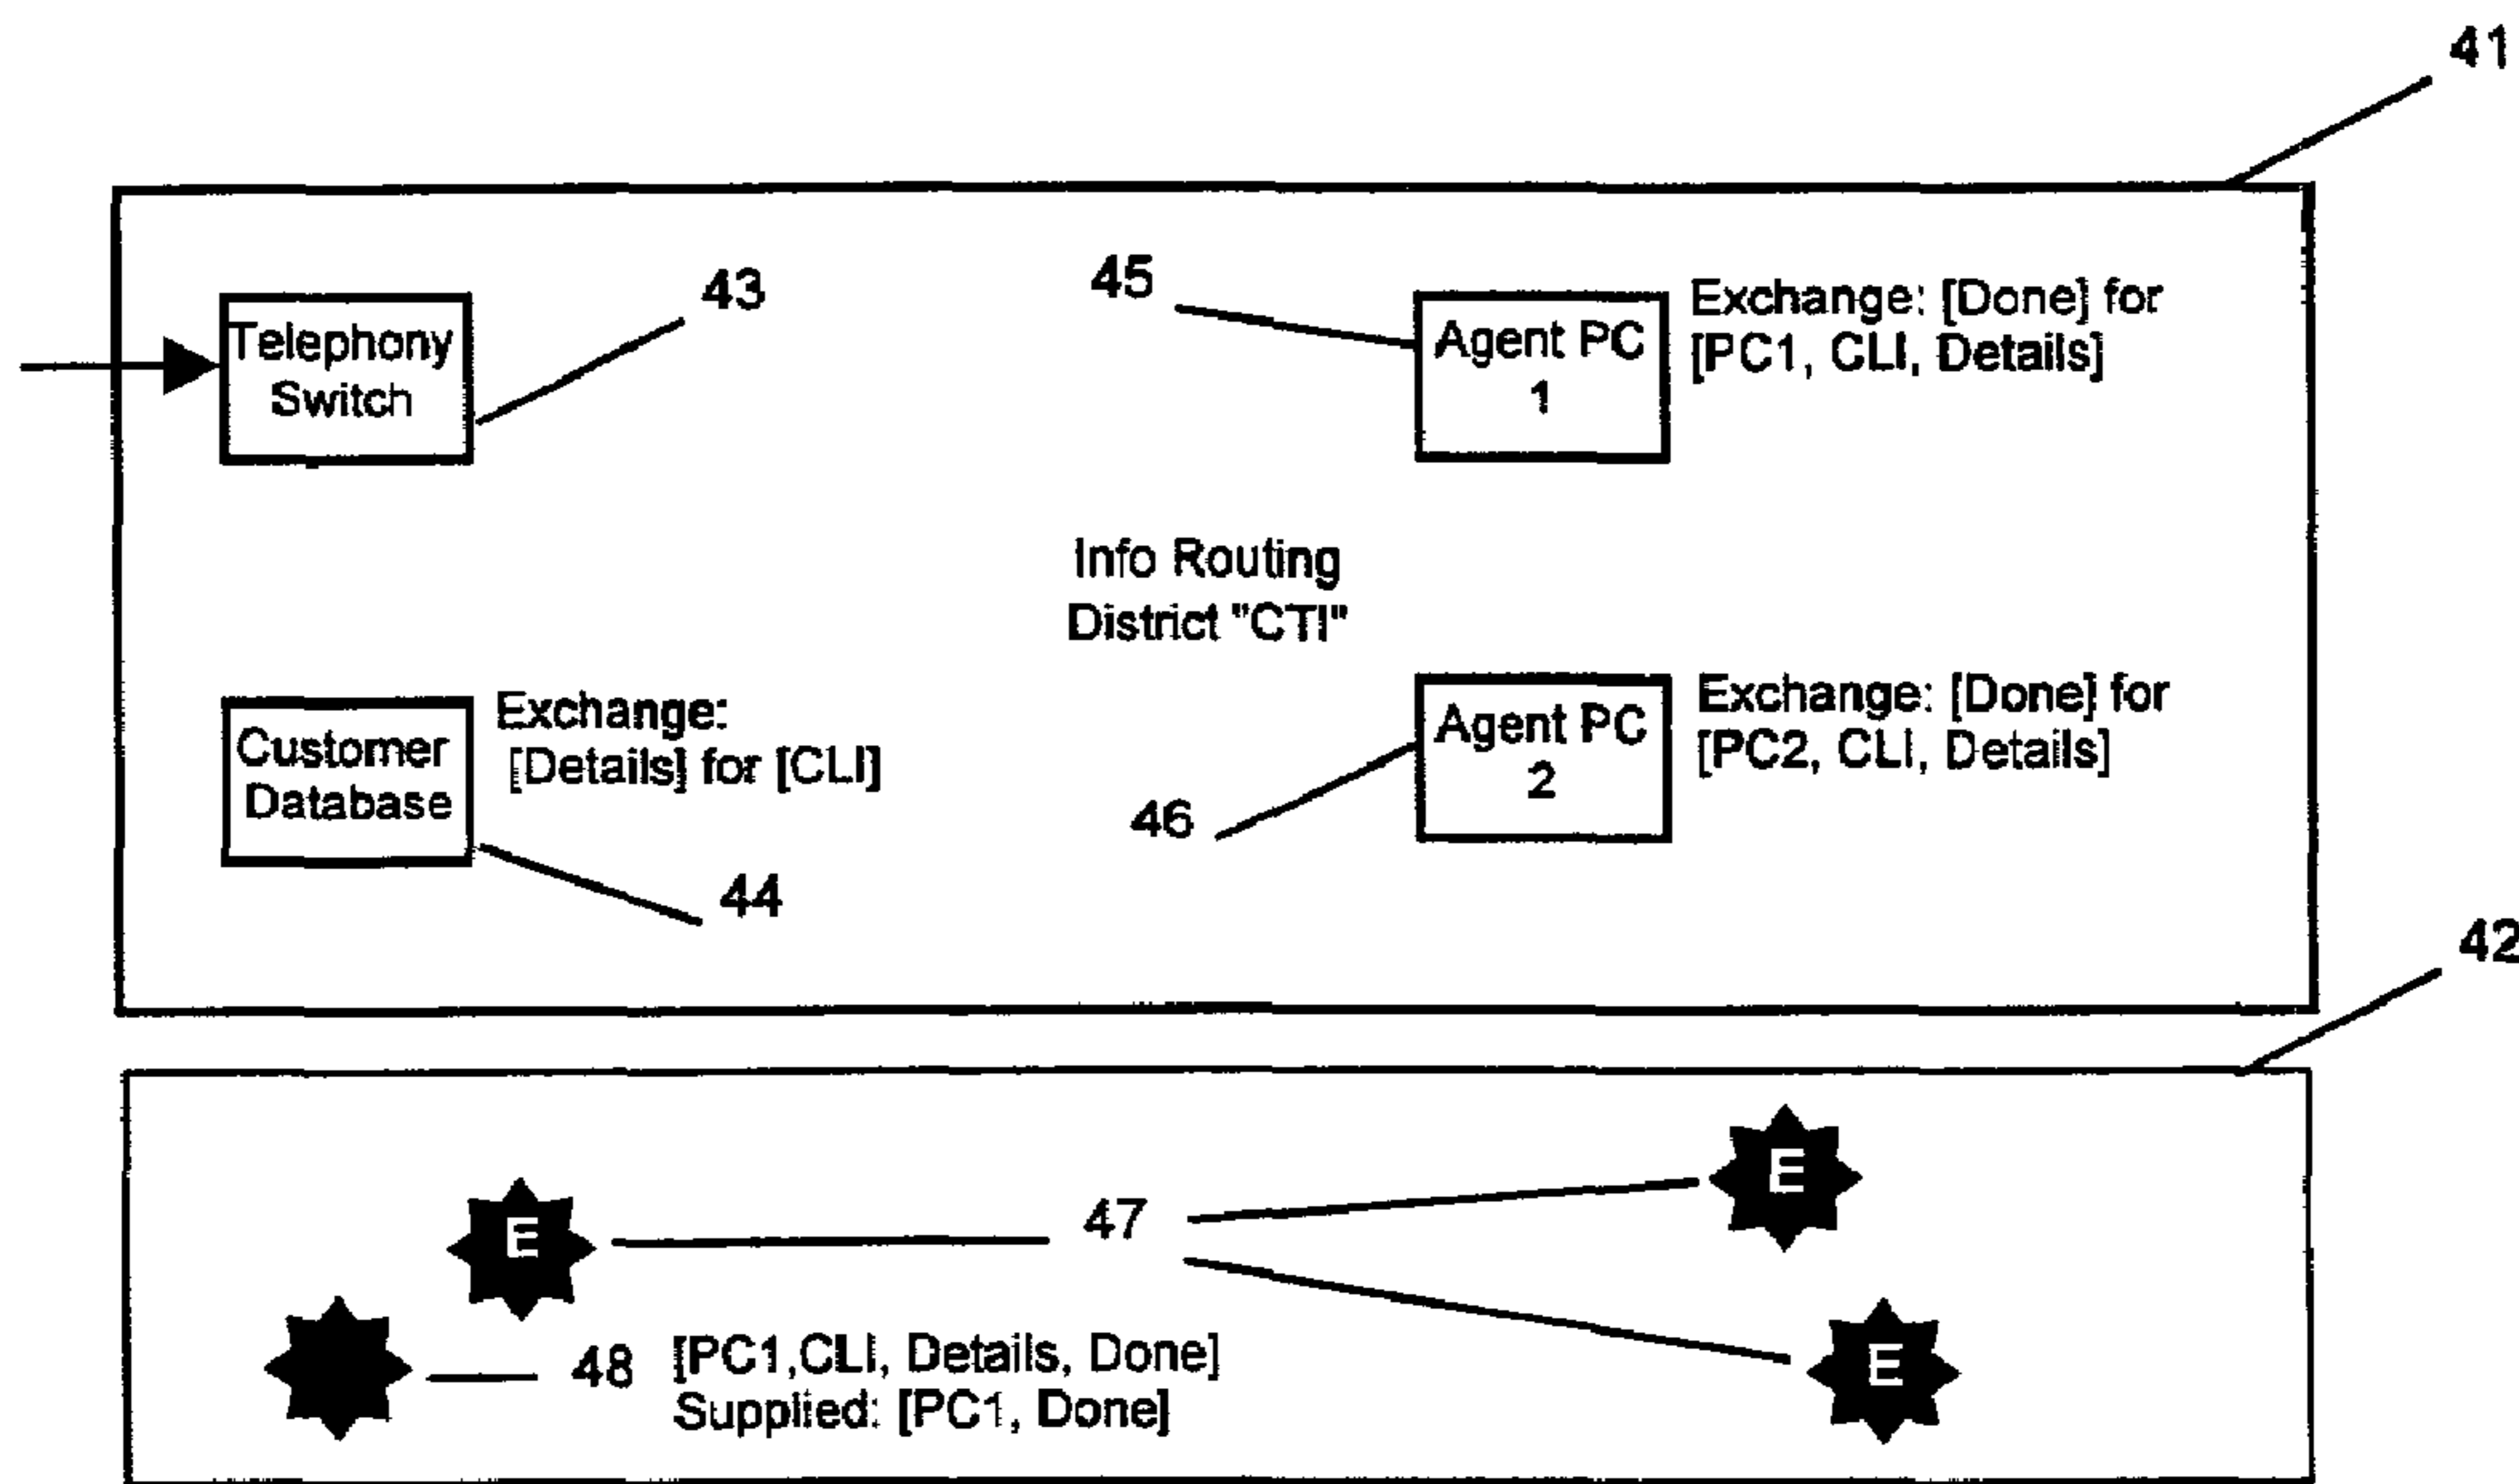 41
43
45
Exchange: [Done] for
[PC1, CLI, Details]
Telephony
Switch
Agent PC
1
Info Routing
District "CTI"
Customer
Database
Exchange:
[Details] for [CLI]
Agent PC
2
Exchange: [Done] for
[PC2, CLI, Details]
46
44
42
E
47
E
48
[PC1,CLI, Details, Done]
Supplied: [PC1, Done]
E